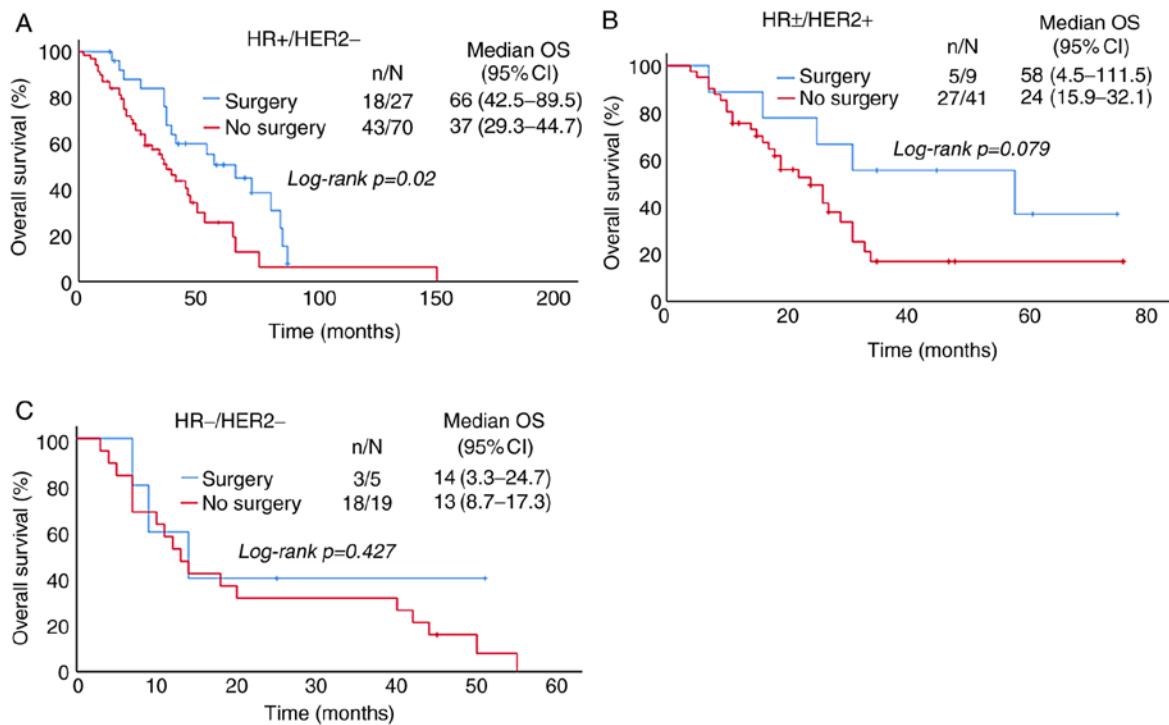 A
HR+/HER2−
n/N
Median OS
(95% CI)
Surgery 18/27 66 (42.5–89.5)
No surgery 43/70 37 (29.3–44.7)
Log-rank p=0.02
Overall survival (%)
100
80
60
40
20
0
0 50 100 150 200
Time (months)
B
HR±/HER2+
n/N
Median OS
(95% CI)
Surgery 5/9 58 (4.5–111.5)
No surgery 27/41 24 (15.9–32.1)
Log-rank p=0.079
Overall survival (%)
100
80
60
40
20
0
0 20 40 60 80
Time (months)
C
HR−/HER2−
n/N
Median OS
(95% CI)
Surgery 3/5 14 (3.3–24.7)
No surgery 18/19 13 (8.7–17.3)
Log-rank p=0.427
Overall survival (%)
100
80
60
40
20
0
0 10 20 30 40 50 60
Time (months)